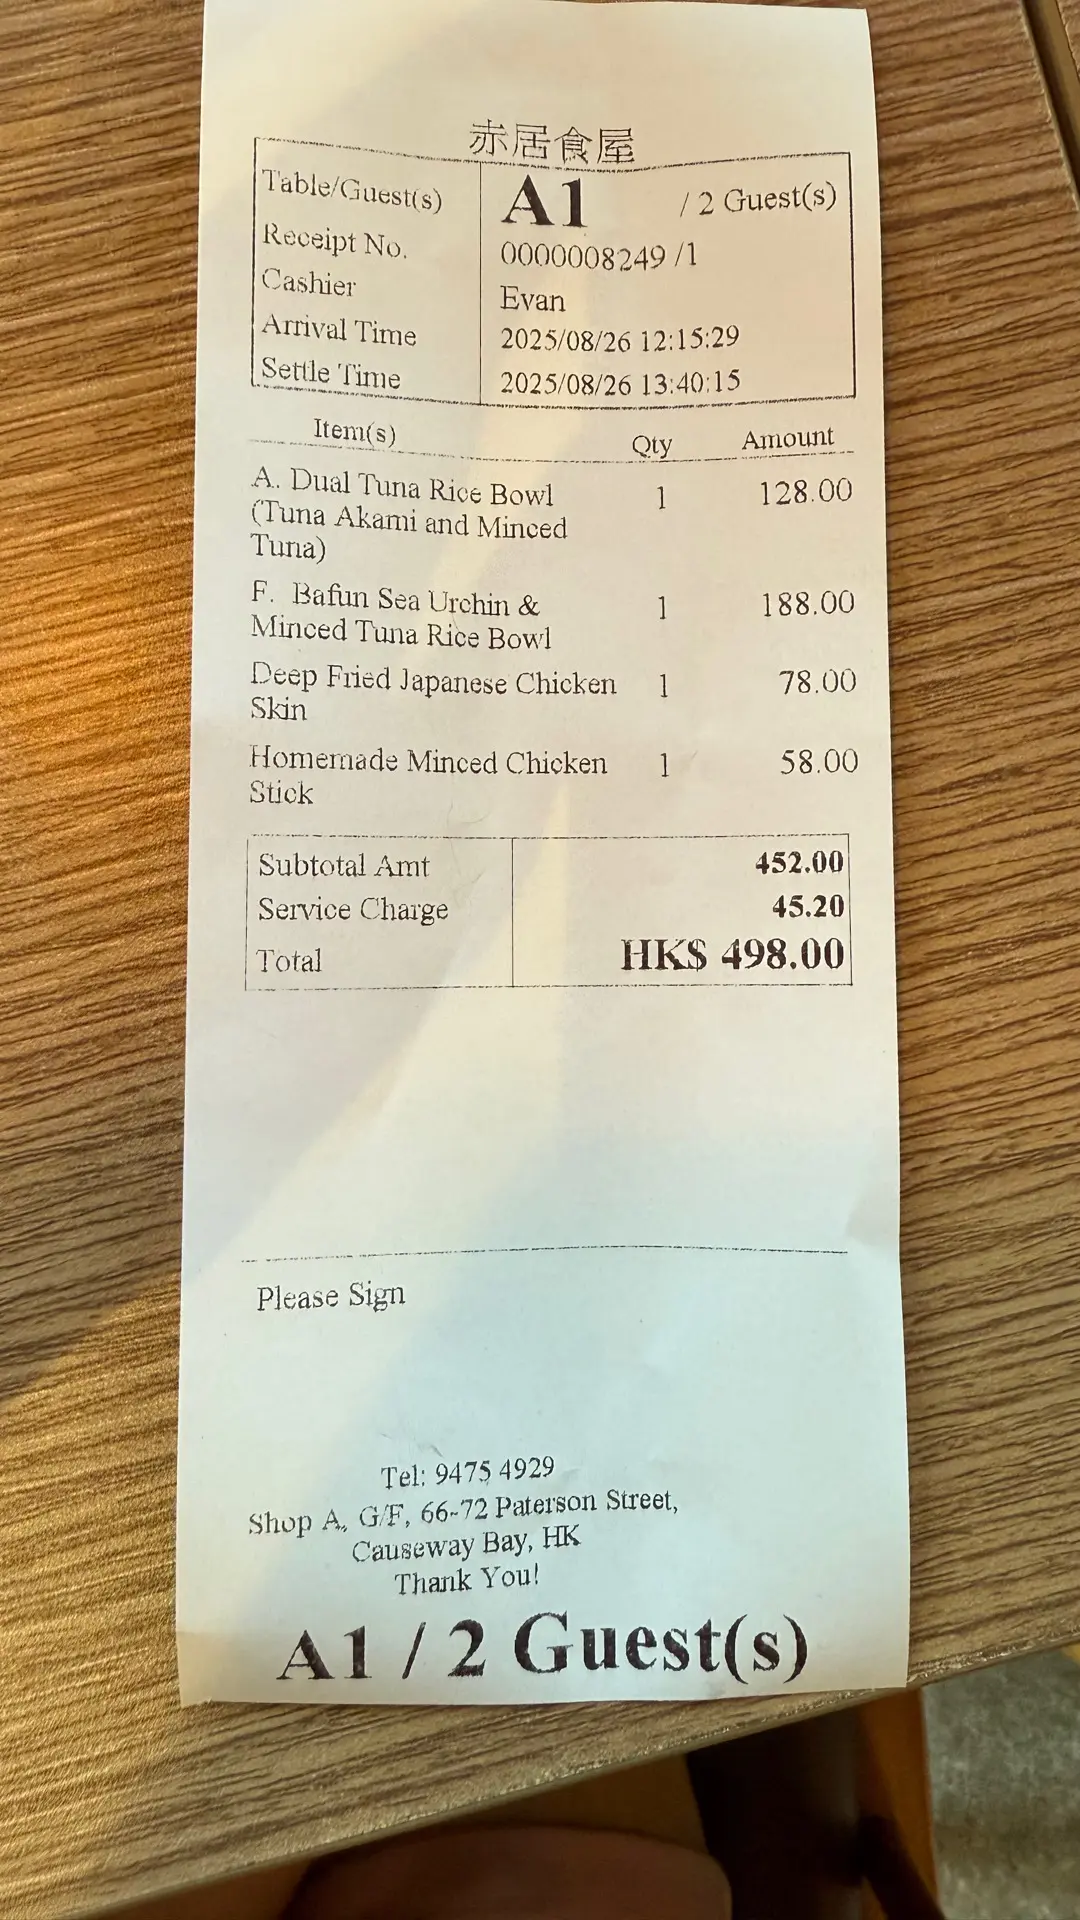 赤居食屋
Table/Guest(s) A1 / 2 Guest(s)
Receipt No. 0000008249 /1
Cashier Evan
Arrival Time 2025/08/26 12:15:29
Settle Time 2025/08/26 13:40:15
Item(s) Qty Amount
A. Dual Tuna Rice Bowl 1 128.00
(Tuna Akami and Minced
Tuna)
F. Bafun Sea Urchin & 1 188.00
Minced Tuna Rice Bowl
Deep Fried Japanese Chicken 1 78.00
Skin
Homemade Minced Chicken 1 58.00
Stick
Subtotal Amt 452.00
Service Charge 45.20
Total HK$ 498.00
Please Sign
Tel: 9475 4929
Shop A, G/F, 66-72 Paterson Street,
Causeway Bay, HK
Thank You!
A1 / 2 Guest(s)